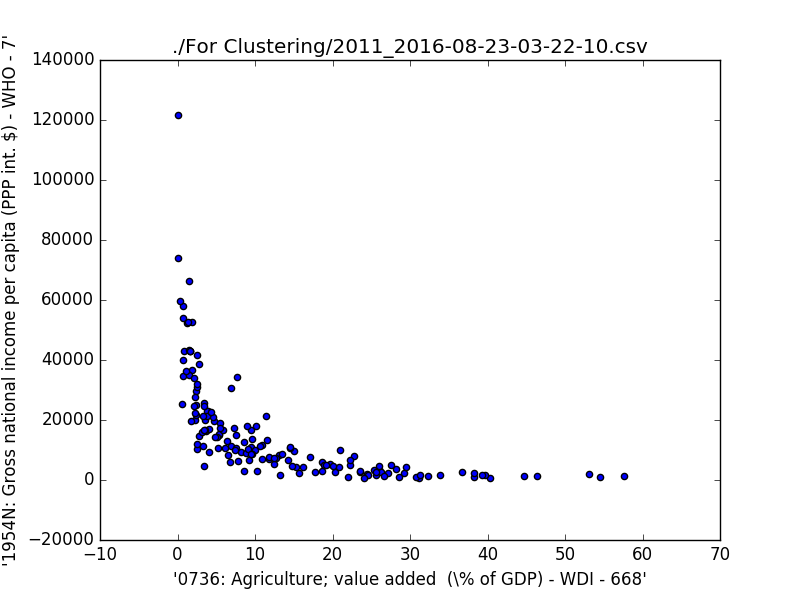 ./For Clustering/2011_2016-08-23-03-22-10.csv
'1954N: Gross national income per capita (PPP int. $) - WHO - 7'
140000
120000
100000
80000
60000
40000
20000
0
−20000
−10 0 10 20 30 40 50 60 70
'0736: Agriculture; value added  (\% of GDP) - WDI - 668'